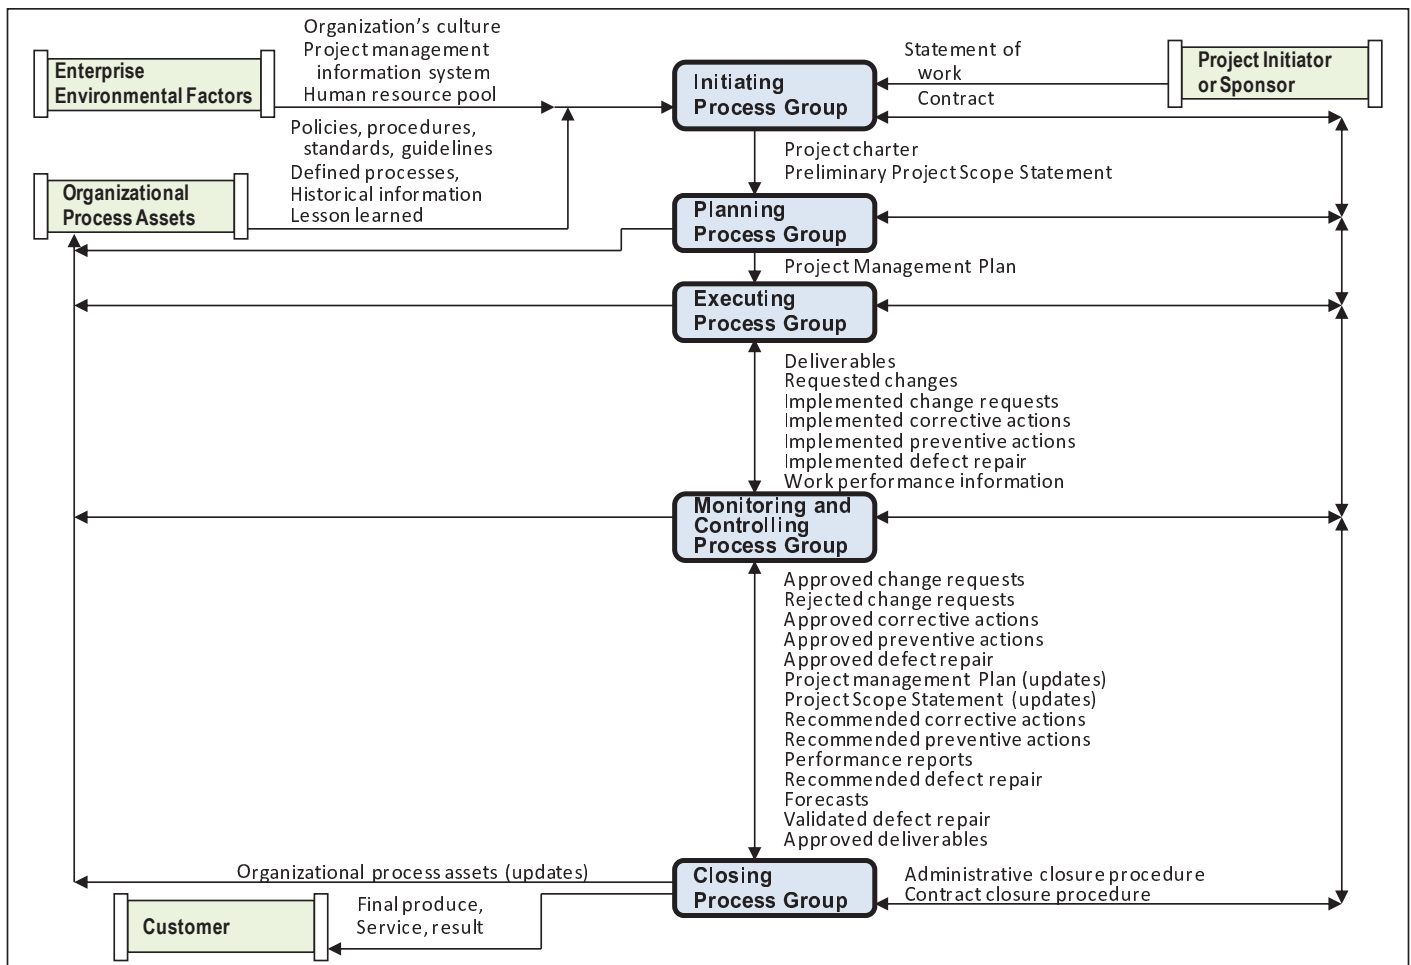 Organization’s culture
Project management
information system
Human resource pool
Enterprise
Environmental Factors
Policies, procedures,
standards, guidelines
Defined processes,
Historical information
Lesson learned
Organizational
Process Assets
Initiating
Process Group
Statement of
work
Contract
Project Initiator
or Sponsor
Project charter
Preliminary Project Scope Statement
Planning
Process Group
Project Management Plan
Executing
Process Group
Deliverables
Requested changes
Implemented change requests
Implemented corrective actions
Implemented preventive actions
Implemented defect repair
Work performance information
Monitoring and
Controlling
Process Group
Approved change requests
Rejected change requests
Approved corrective actions
Approved preventive actions
Approved defect repair
Project management Plan (updates)
Project Scope Statement (updates)
Recommended corrective actions
Recommended preventive actions
Performance reports
Recommended defect repair
Forecasts
Validated defect repair
Approved deliverables
Organizational process assets (updates)
Closing
Process Group
Administrative closure procedure
Contract closure procedure
Customer
Final produce,
Service, result